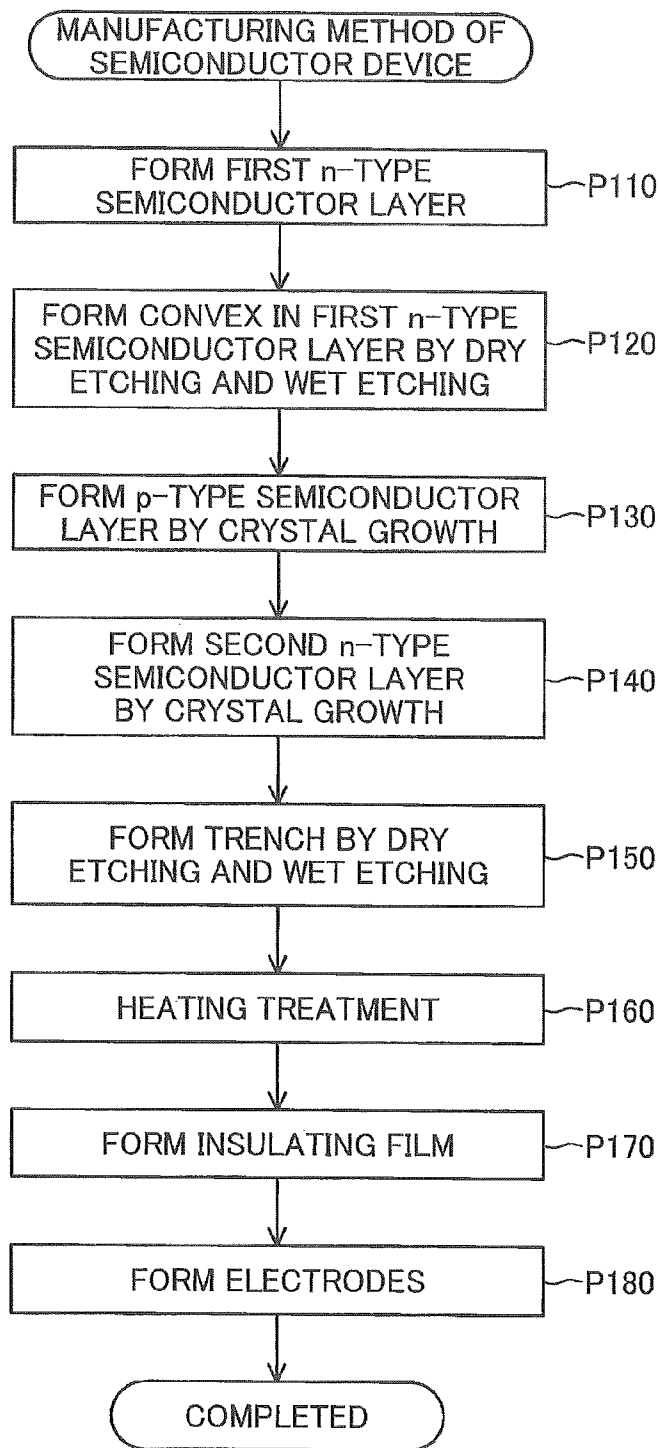 MANUFACTURING METHOD OF
SEMICONDUCTOR DEVICE
FORM FIRST n-TYPE
SEMICONDUCTOR LAYER
P110
FORM CONVEX IN FIRST n-TYPE
SEMICONDUCTOR LAYER BY DRY
ETCHING AND WET ETCHING
P120
FORM p-TYPE SEMICONDUCTOR
LAYER BY CRYSTAL GROWTH
P130
FORM SECOND n-TYPE
SEMICONDUCTOR LAYER
BY CRYSTAL GROWTH
P140
FORM TRENCH BY DRY
ETCHING AND WET ETCHING
P150
HEATING TREATMENT
P160
FORM INSULATING FILM
P170
FORM ELECTRODES
P180
COMPLETED